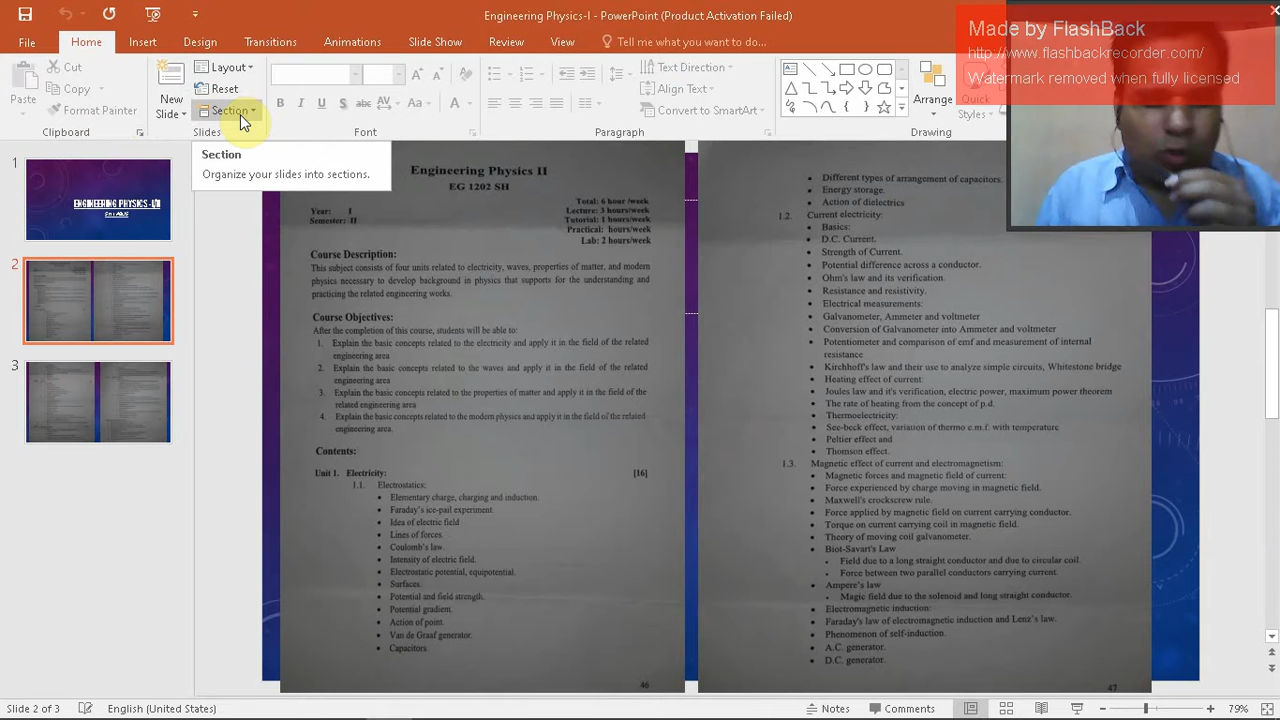 Engineering Physics-I - PowerPoint (Product Activation Failed)
Made by FlashBack
http://www.flashbackrecorder.com/
Watermark removed when fully licensed
File
Home
Insert
Design
Transitions
Animations
Slide Show
Review
View
Tell me what you want to do...
Paste
Cut
Copy
Format Painter
Clipboard
New
Slide
Layout
Reset
Section
Slides
Font
Text Direction
Align Text
Convert to SmartArt
Paragraph
Arrange
Quick
Styles
Drawing
Section
Organize your slides into sections.
1
2
3
Engineering Physics II
EG 1202 SH
Total: 6 hour /week
Year: I
Lecture: 3 hours/week
Semester: II
Tutorial: 1 hours/week
Practical: hours/week
Lab: 2 hours/week
Course Description:
This subject consists of four units related to electricity, waves, properties of matter, and modern
physics necessary to develop background in physics that supports for the understanding and
practicing the related engineering works.
Course Objectives:
After the completion of this course, students will be able to:
1. Explain the basic concepts related to the electricity and apply it in the field of the related
engineering area
2. Explain the basic concepts related to the waves and apply it in the field of the related
engineering area
3. Explain the basic concepts related to the properties of matter and apply it in the field of the
related engineering area
4. Explain the basic concepts related to the modern physics and apply it in the field of the related
engineering area.
Contents:
Unit 1. Electricity: [16]
1.1. Electrostatics:
• Elementary charge, charging and induction.
• Faraday's ice-pail experiment.
• Idea of electric field
• Lines of forces.
• Coulomb's law.
• Intensity of electric field.
• Electrostatic potential, equipotential.
• Surfaces.
• Potential and field strength.
• Potential gradient.
• Action of point.
• Van de Graaf generator.
• Capacitors.
46
• Different types of arrangement of capacitors.
• Energy storage.
• Action of dielectrics
1.2. Current electricity:
• Basics:
• D.C. Current.
• Strength of Current.
• Potential difference across a conductor.
• Ohm's law and its verification.
• Resistance and resistivity.
• Electrical measurements:
• Galvanometer, Ammeter and voltmeter
• Conversion of Galvanometer into Ammeter and voltmeter
• Potentiometer and comparison of emf and measurement of internal
resistance
• Kirchhoff's law and their use to analyze simple circuits, Whitestone bridge
• Heating effect of current:
• Joules law and it's verification, electric power, maximum power theorem
• The rate of heating from the concept of p.d.
• Thermoelectricity:
• See-beck effect, variation of thermo e.m.f. with temperature
• Peltier effect and
• Thomson effect.
1.3. Magnetic effect of current and electromagnetism:
• Magnetic forces and magnetic field of current:
• Force experienced by charge moving in magnetic field.
• Maxwell's crockscrew rule.
• Force applied by magnetic field on current carrying conductor.
• Torque on current carrying coil in magnetic field.
• Theory of moving coil galvanometer.
• Biot-Savart's Law
• Field due to a long straight conductor and due to circular coil.
• Force between two parallel conductors carrying current.
• Ampere's law
• Magic field due to the solenoid and long straight conductor.
• Electromagnetic induction:
• Faraday's law of electromagnetic induction and Lenz's law.
• Phenomenon of self-induction.
• A.C. generator.
• D.C. generator.
47
Slide 2 of 3
English (United States)
Notes
Comments
79%